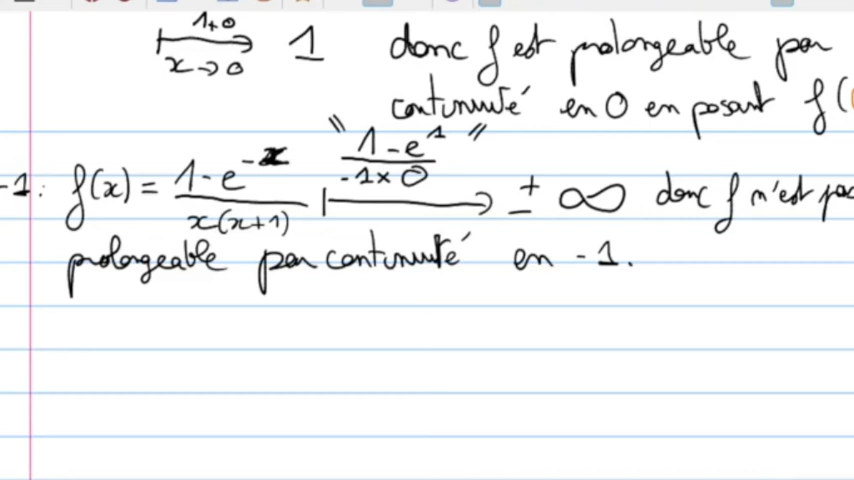 1+0
x→0 1 donc f est prolongeable par
continuité en 0 en posant f(
-1: f(x) = (1-e^-x)/(x(x+1)) "(1-e^1)/(-1×0)" ⟼ ±∞ donc f n'est pas
prolongeable par continuité en -1.